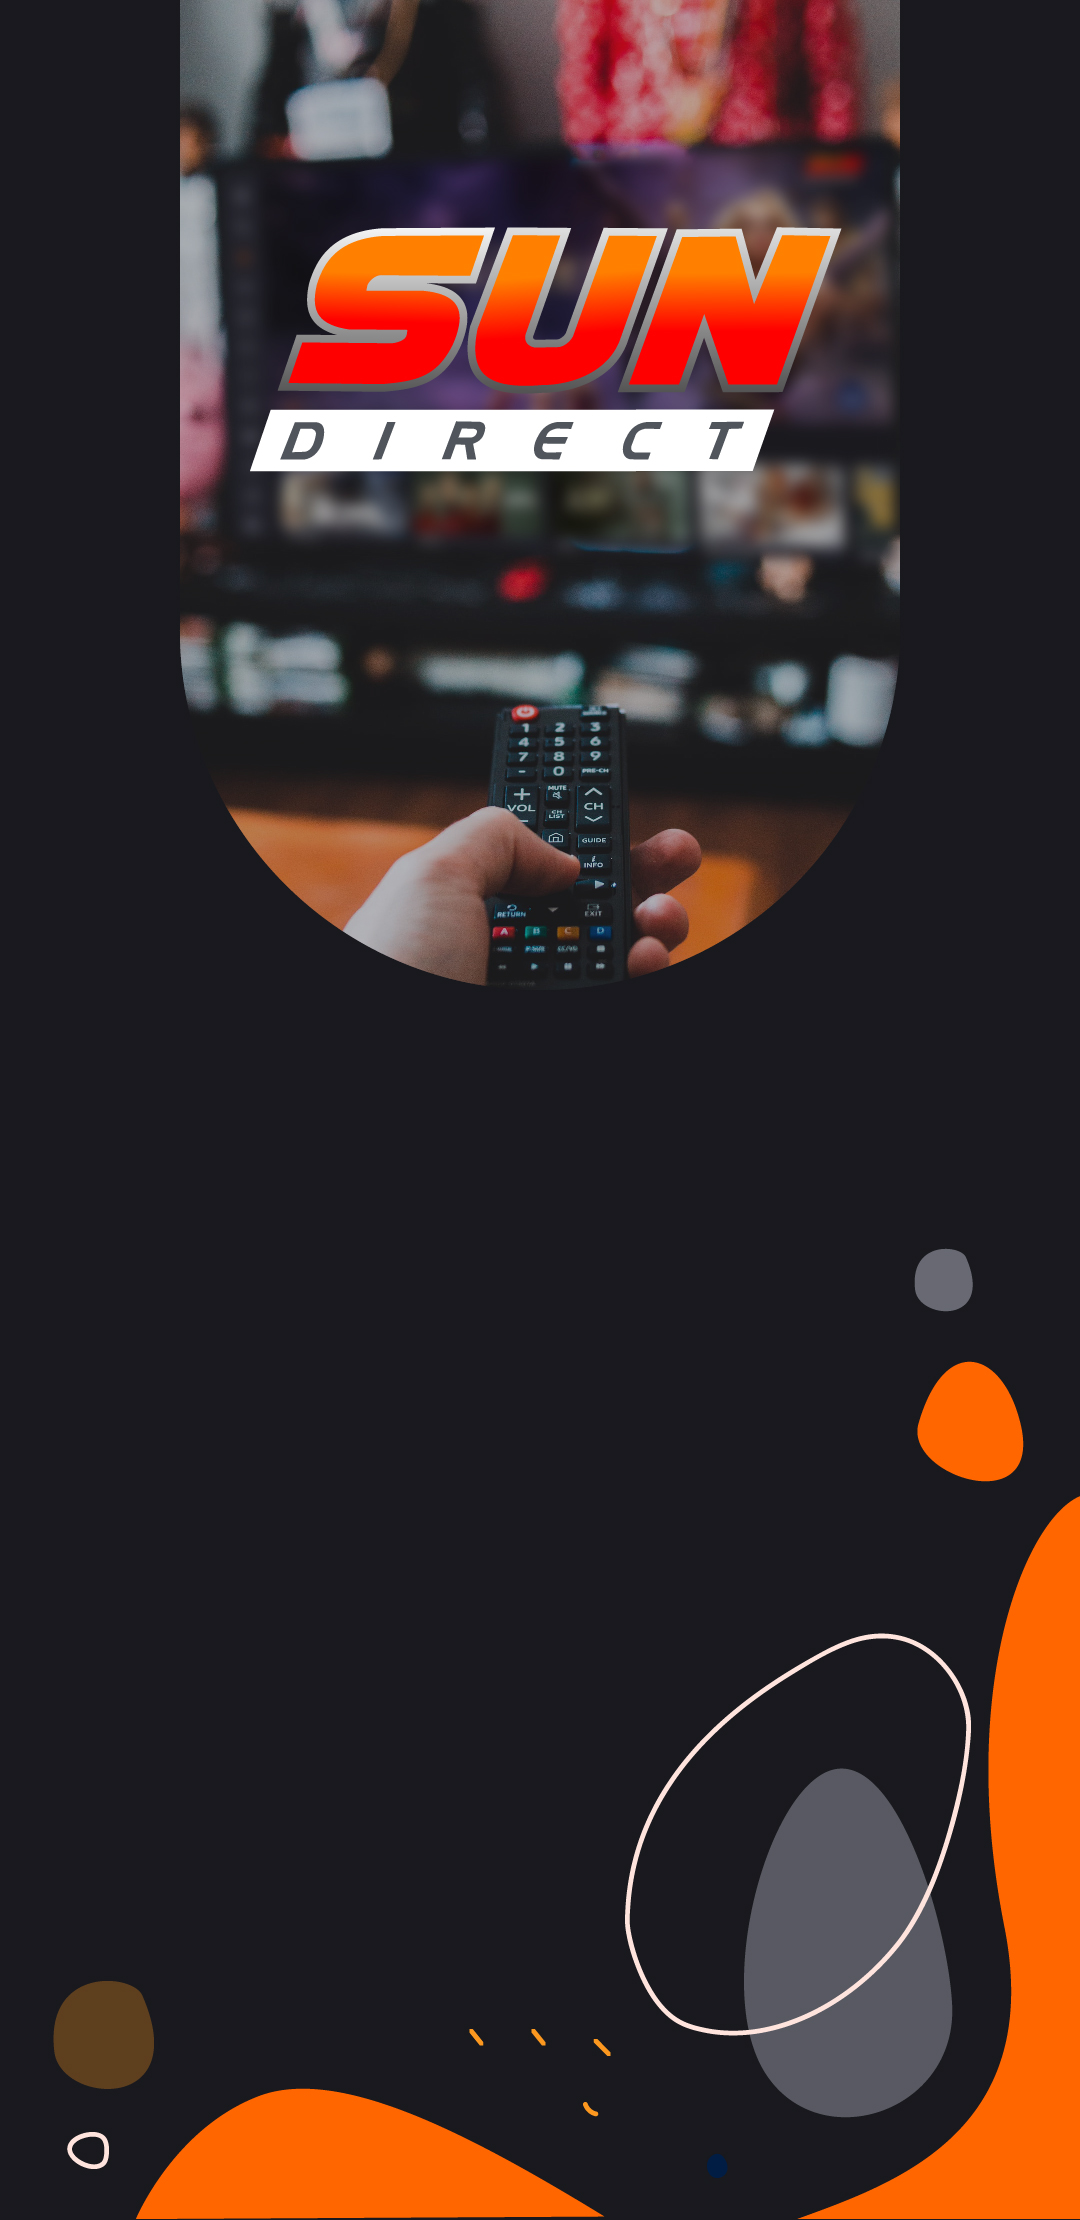 SUN
DIRECT
1 2 3
4 5 6
7 8 9
- 0 PRE-CH
MUTE
+ VOL - CH
CH LIST
GUIDE
INFO
RETURN EXIT
A B C D